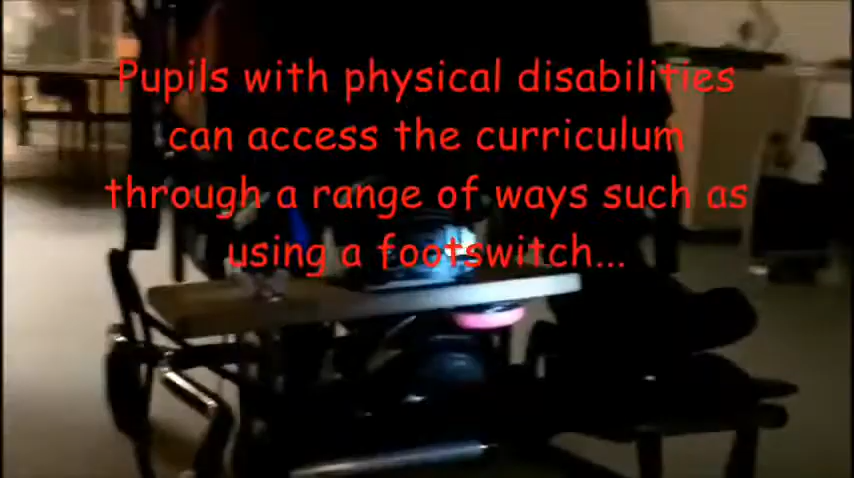 Pupils with physical disabilities
can access the curriculum
through a range of ways such as
using a footswitch...